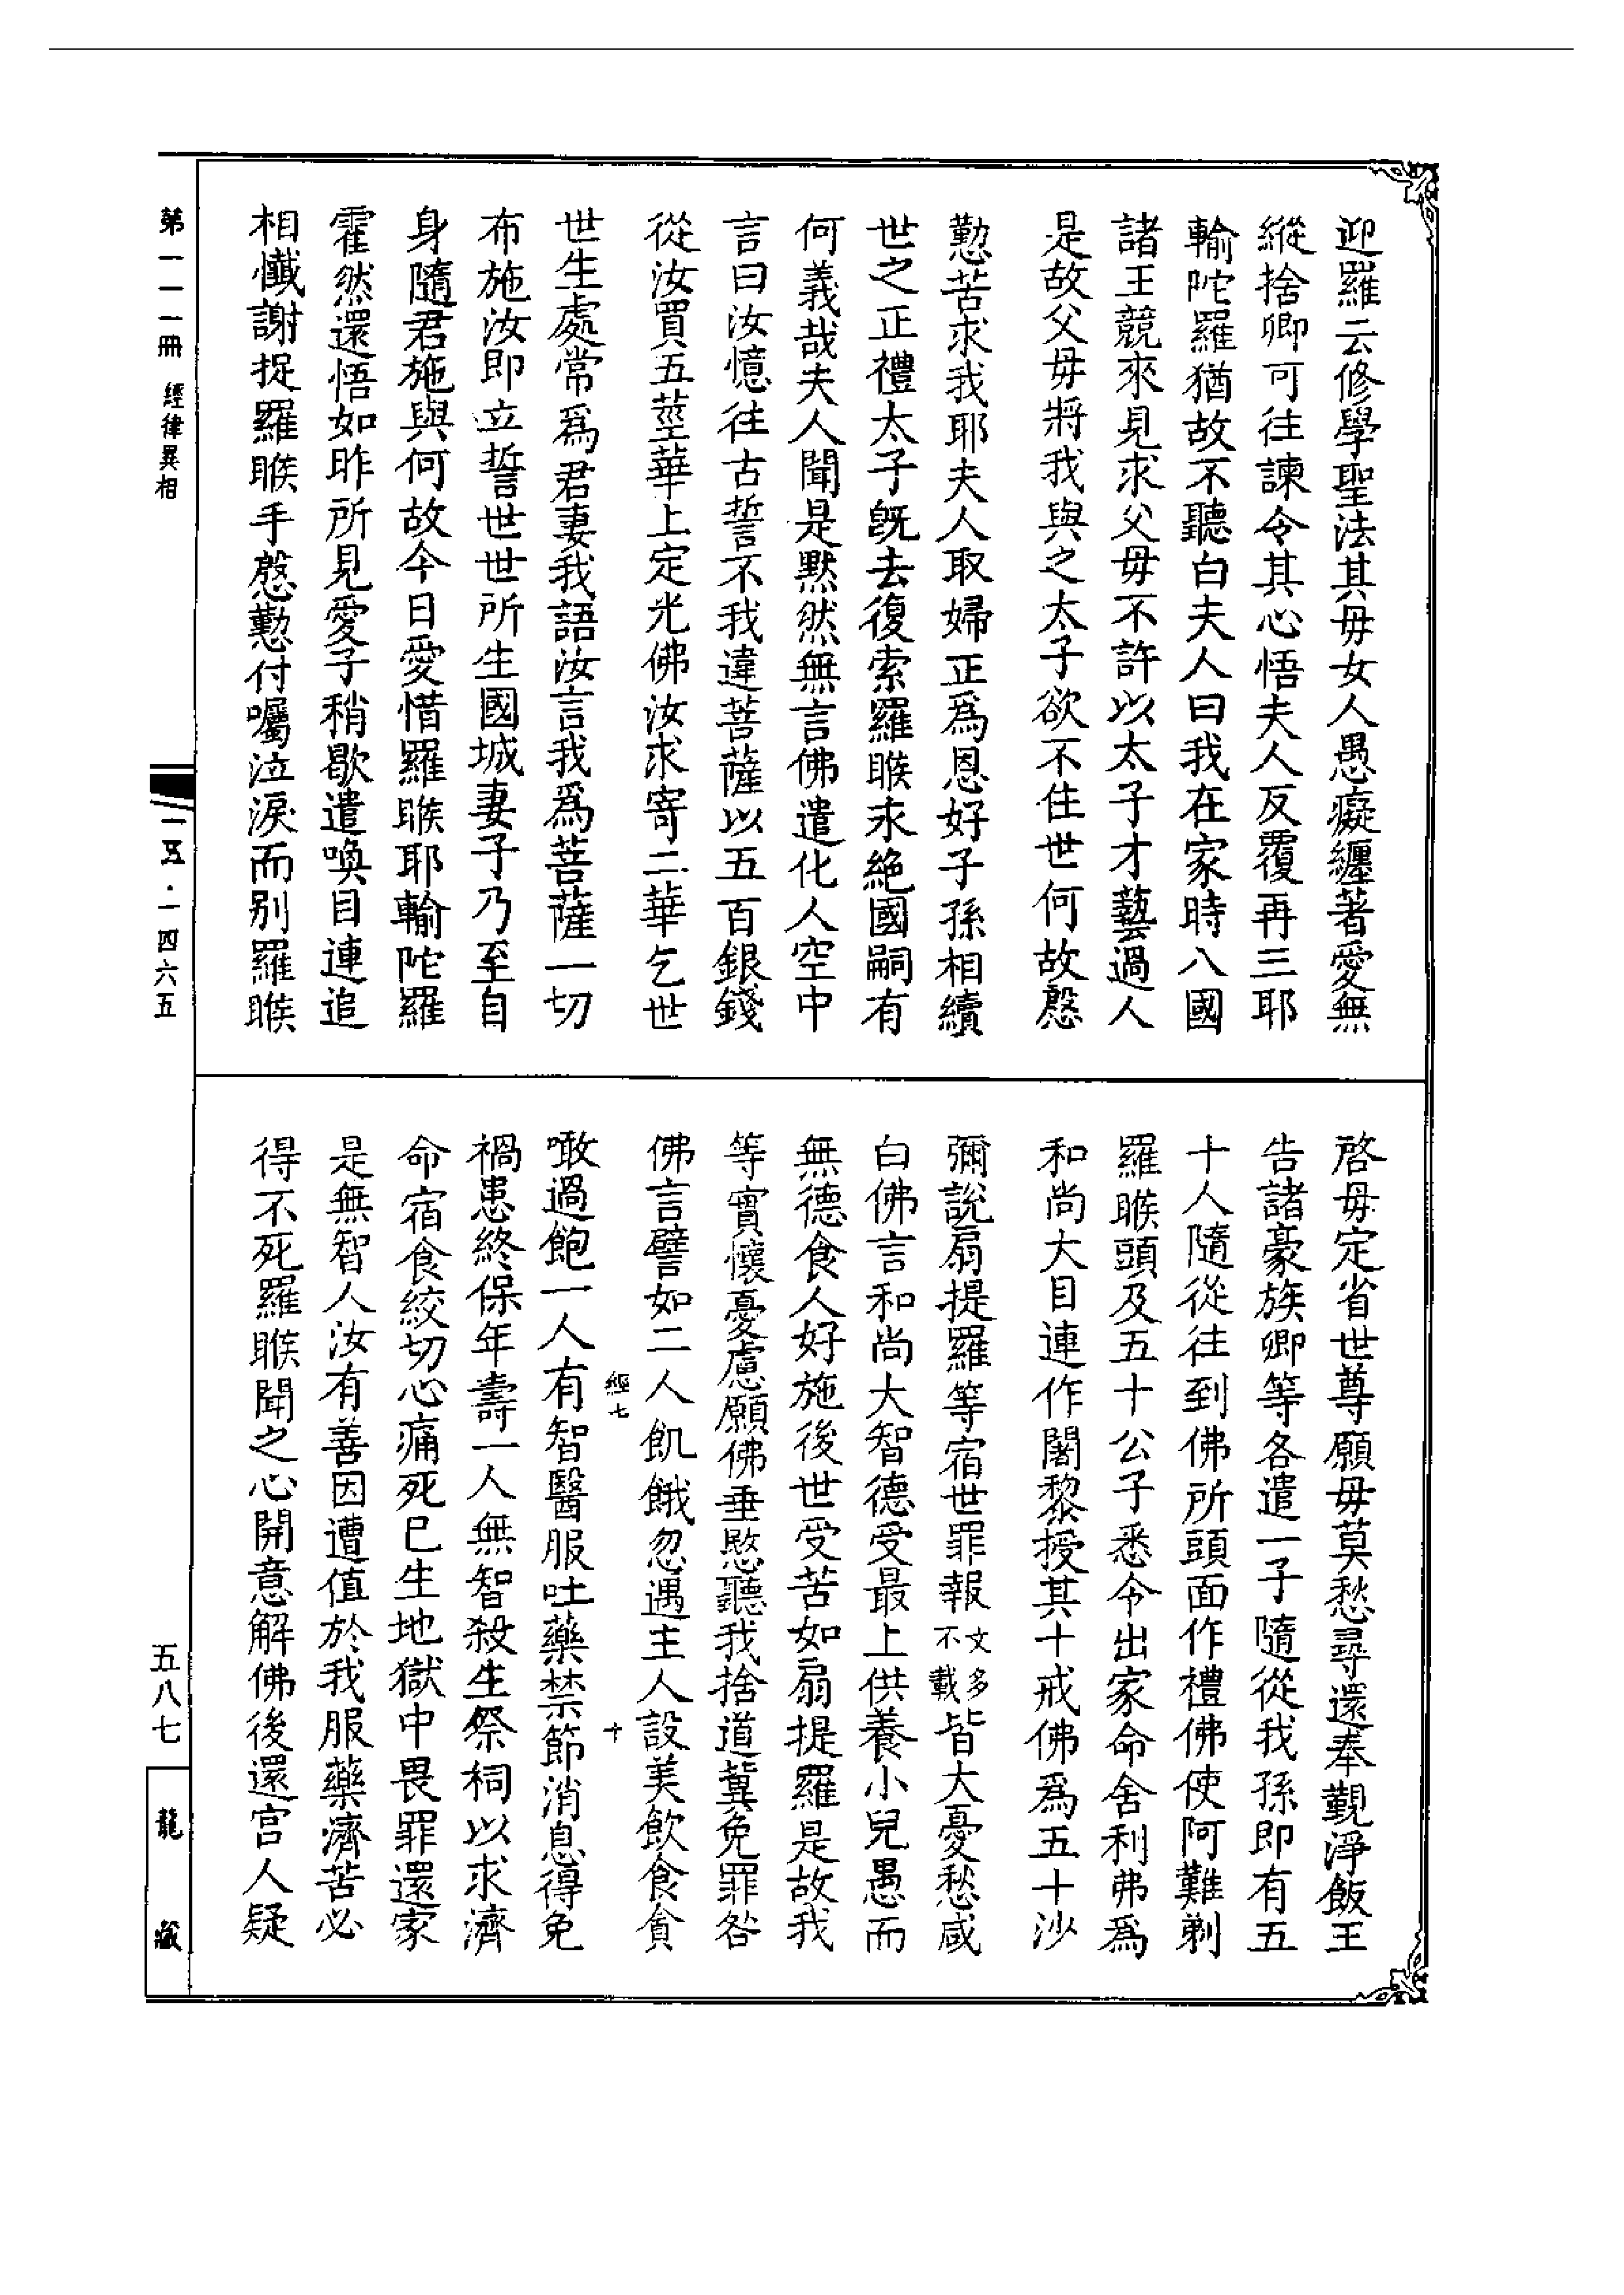 迎羅云修學聖法其毋女人愚癡纏著愛無
縱捨卿可往諫令其心悟夫人反覆再三耶
輸陀羅猶故不聽白夫人曰我在家時八國
諸王競來見求父毋不許以太子才藝過人
是故父毋將我與之太子欲不住世何故慇
懃苦求我耶夫人取婦正爲恩好子孫相續
世之正禮太子旣去復索羅睺永絶國嗣有
何義哉夫人聞是黙然無言佛遣化人空中
言曰汝憶往古誓不我違菩薩以五百銀錢
從汝買五莖華上定光佛汝求寄二華乞世
世生處常爲君妻我語汝言我爲菩薩一切
布施汝即立誓世世所生國城妻子乃至自
身隨君施與何故今日愛惜羅睺耶輸陀羅
霍然還悟如昨所見愛子稍歇遣喚目連追
相懺謝捉羅睺手慇懃付囑泣淚而别羅睺
啓毋定省世尊願毋莫愁尋還奉覲淨飯王
告諸豪族卿等各遣一子隨從我孫即有五
十人隨從往到佛所頭面作禮佛使阿難剃
羅睺頭及五十公子悉令出家命舍利弗爲
和尚大目連作闍黎授其十戒佛爲五十沙
彌說扇提羅等宿世罪報文多不載皆大憂愁咸
白佛言和尚大智德受最上供養小兒愚而
無德食人好施後世受苦如扇提羅是故我
等實懷憂慮願佛垂愍聽我捨道冀免罪咎
佛言譬如二人飢餓忽遇主人設美飲食貪
經七 十
噉過飽一人有智醫服吐藥禁節消息得免
禍患終保年壽一人無智殺生祭祠以求濟
命宿食絞切心痛死巳生地獄中畏罪還家
是無智人汝有善因遭值於我服藥濟苦必
得不死羅睺聞之心開意解佛後還宫人疑
第一一一冊 經律異相
一五·一四六五
五八七
龍藏